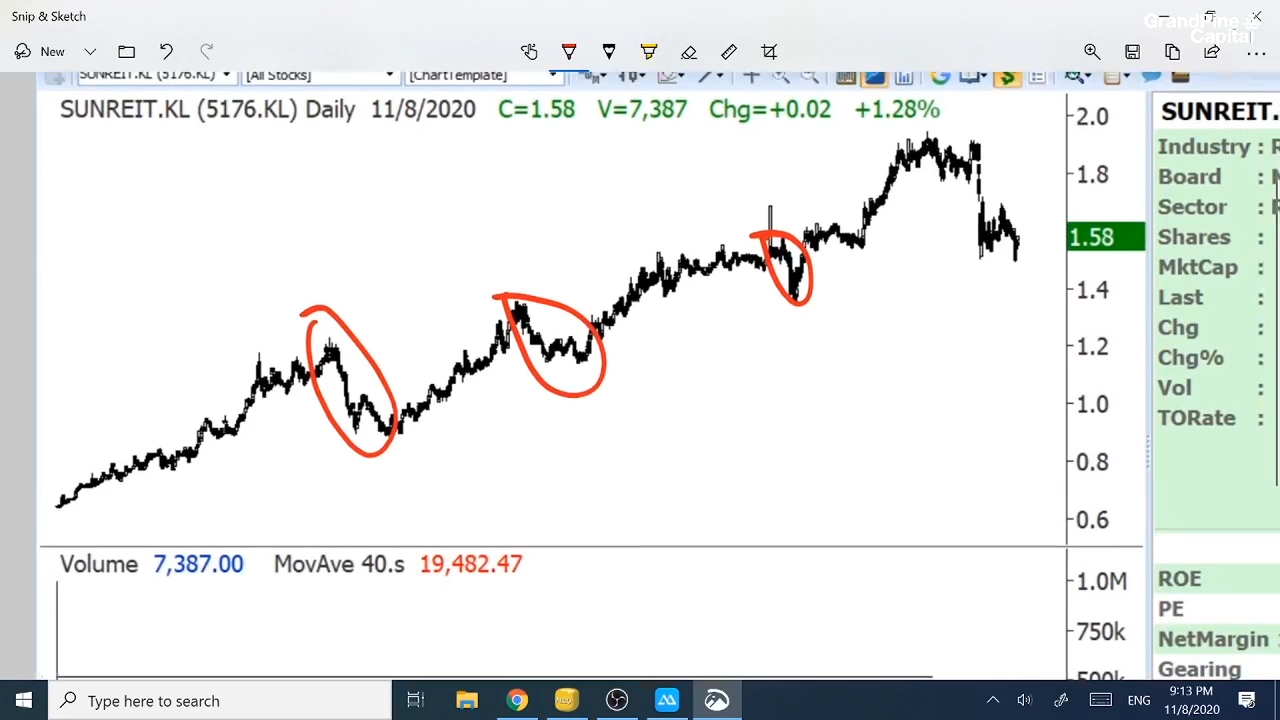 Snip & Sketch
GrandPine
Capital
New
SUNREIT.KL (5176.KL)
[All Stocks]
[ChartTemplate]
SUNREIT.KL (5176.KL) Daily 11/8/2020 C=1.58 V=7,387 Chg=+0.02 +1.28%
2.0
1.8
1.58
1.4
1.2
1.0
0.8
0.6
SUNREIT.
Industry :
Board :
Sector :
Shares :
MktCap :
Last :
Chg :
Chg% :
Vol :
TORate :
Volume 7,387.00 MovAve 40.s 19,482.47
1.0M
750k
500k
ROE
PE
NetMargin
Gearing
Type here to search
ENG
9:13 PM
11/8/2020